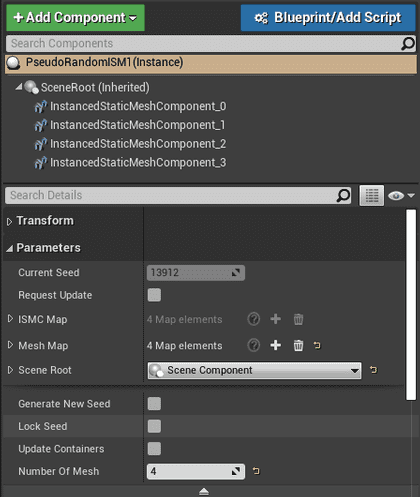 + Add Component
Blueprint/Add Script
Search Components
PseudoRandomISM1(Instance)
SceneRoot (Inherited)
InstancedStaticMeshComponent_0
InstancedStaticMeshComponent_1
InstancedStaticMeshComponent_2
InstancedStaticMeshComponent_3
Search Details
Transform
Parameters
Current Seed 13912
Request Update
ISMC Map 4 Map elements
Mesh Map 4 Map elements
Scene Root Scene Component
Generate New Seed
Lock Seed
Update Containers
Number Of Mesh 4